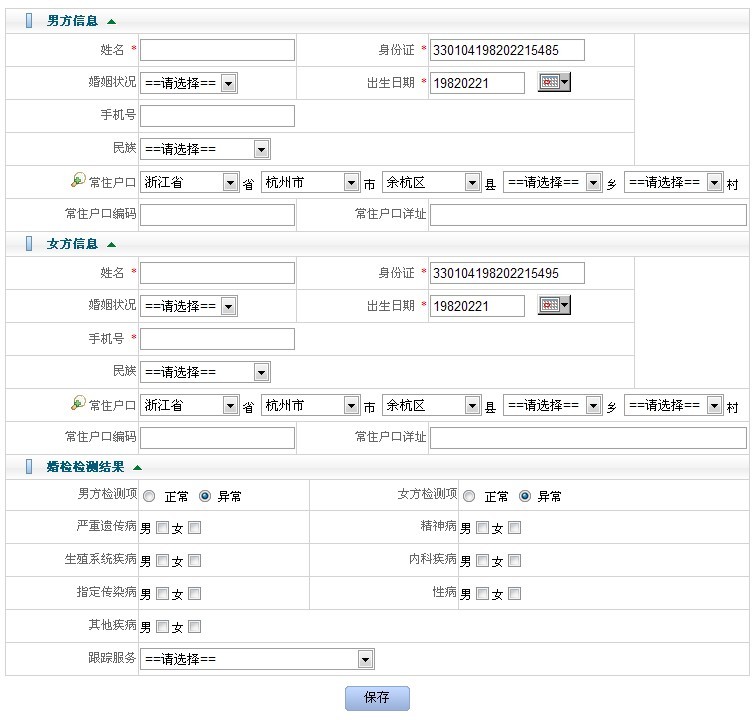 男方信息
姓名 * 身份证 * 330104198202215485
婚姻状况 ==请选择== 出生日期 * 19820221
手机号
民族 ==请选择==
常住户口 浙江省 省 杭州市 市 余杭区 县 ==请选择== 乡 ==请选择== 村
常住户口编码 常住户口详址
女方信息
姓名 * 身份证 * 330104198202215495
婚姻状况 ==请选择== 出生日期 * 19820221
手机号 *
民族 ==请选择==
常住户口 浙江省 省 杭州市 市 余杭区 县 ==请选择== 乡 ==请选择== 村
常住户口编码 常住户口详址
婚检检测结果
男方检测项 正常 异常 女方检测项 正常 异常
严重遗传病 男 女 精神病 男 女
生殖系统疾病 男 女 内科疾病 男 女
指定传染病 男 女 性病 男 女
其他疾病 男 女
跟踪服务 ==请选择==
保存